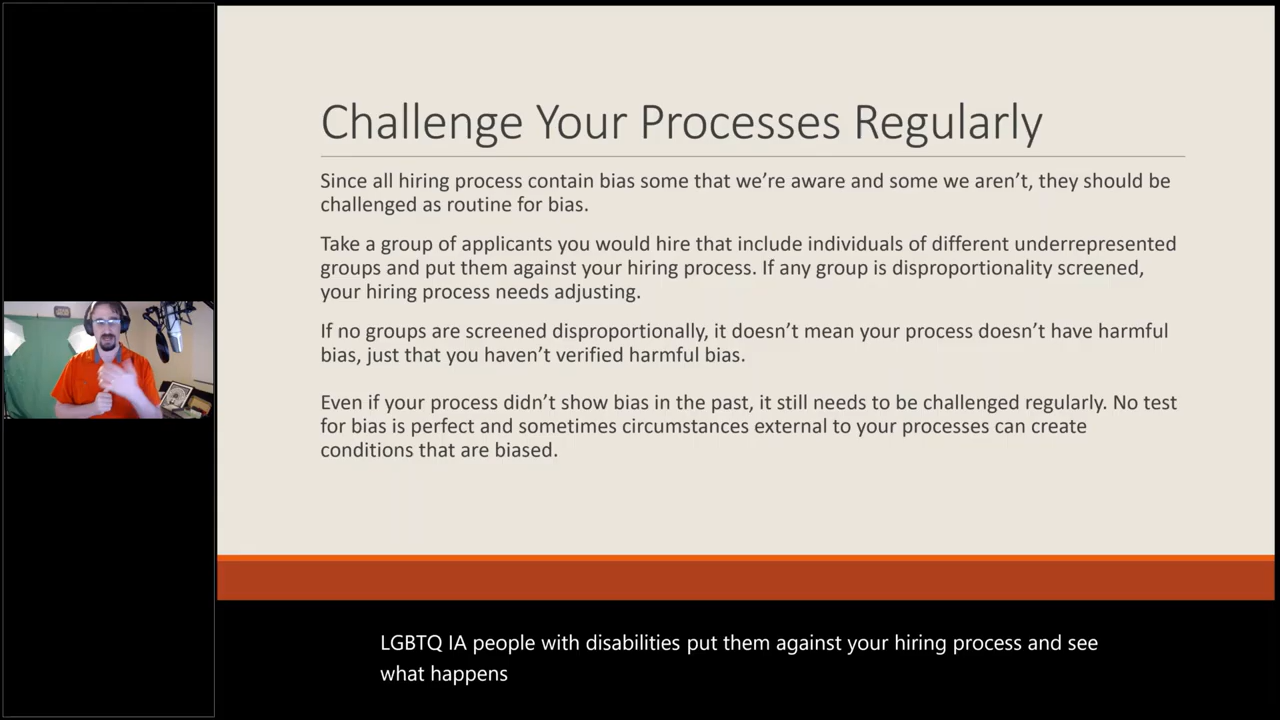 Challenge Your Processes Regularly
Since all hiring process contain bias some that we’re aware and some we aren’t, they should be
challenged as routine for bias.
Take a group of applicants you would hire that include individuals of different underrepresented
groups and put them against your hiring process. If any group is disproportionality screened,
your hiring process needs adjusting.
If no groups are screened disproportionally, it doesn’t mean your process doesn’t have harmful
bias, just that you haven’t verified harmful bias.
Even if your process didn’t show bias in the past, it still needs to be challenged regularly. No test
for bias is perfect and sometimes circumstances external to your processes can create
conditions that are biased.
LGBTQ IA people with disabilities put them against your hiring process and see
what happens